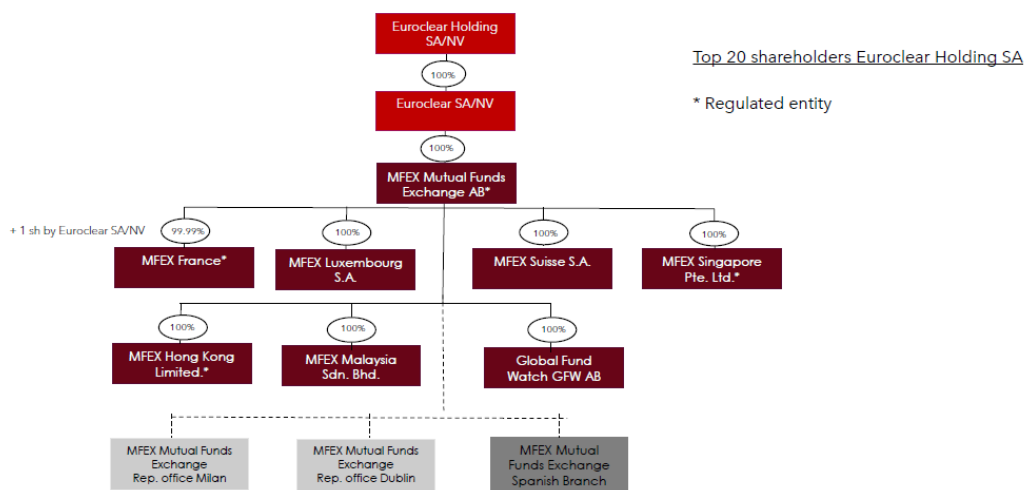 Euroclear Holding
SA/NV
Top 20 shareholders Euroclear Holding SA
100%
Euroclear SA/NV
* Regulated entity
100%
MFEX Mutual Funds
Exchange AB*
+ 1 sh by Euroclear SA/NV
99.99%
100%
100%
100%
MFEX France*
MFEX Luxembourg
S.A.
MFEX Suisse S.A.
MFEX Singapore
Pte. Ltd.*
100%
100%
100%
MFEX Hong Kong
Limited.*
MFEX Malaysia
Sdn. Bhd.
Global Fund
Watch GFW AB
MFEX Mutual Funds
Exchange
Rep. office Milan
MFEX Mutual Funds
Exchange
Rep. office Dublin
MFEX Mutual
Funds Exchange
Spanish Branch